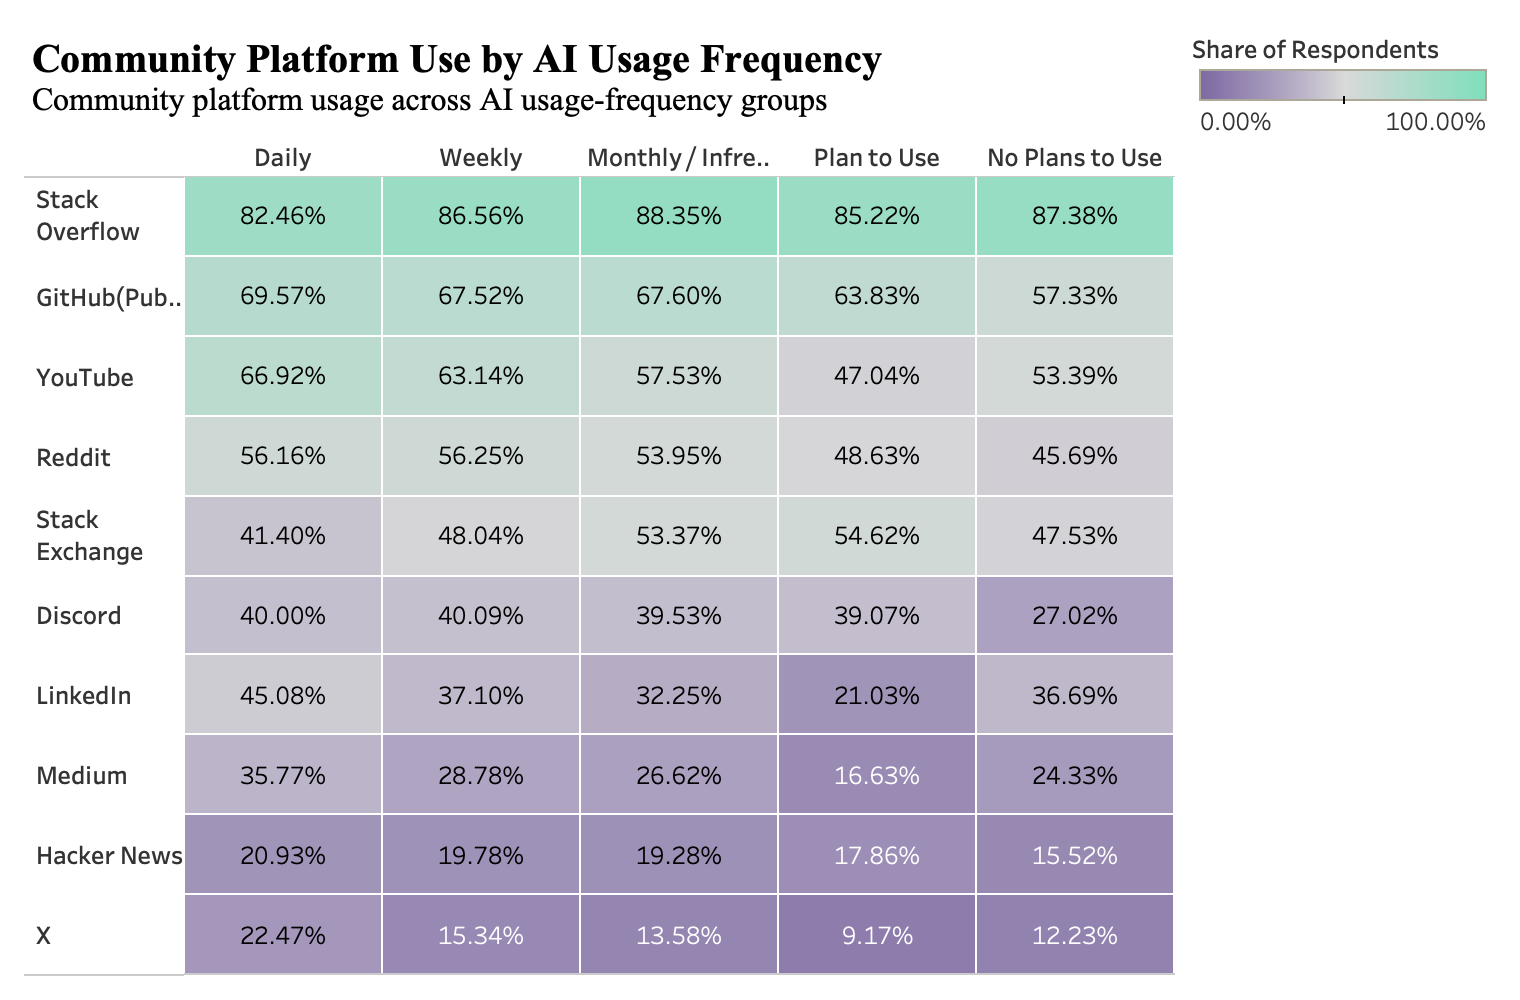 Community Platform Use by AI Usage Frequency
Community platform usage across AI usage-frequency groups
Share of Respondents
0.00% 100.00%
Daily Weekly Monthly / Infre.. Plan to Use No Plans to Use
Stack
Overflow
82.46% 86.56% 88.35% 85.22% 87.38%
GitHub(Pub.. 69.57% 67.52% 67.60% 63.83% 57.33%
YouTube 66.92% 63.14% 57.53% 47.04% 53.39%
Reddit 56.16% 56.25% 53.95% 48.63% 45.69%
Stack
Exchange
41.40% 48.04% 53.37% 54.62% 47.53%
Discord 40.00% 40.09% 39.53% 39.07% 27.02%
LinkedIn 45.08% 37.10% 32.25% 21.03% 36.69%
Medium 35.77% 28.78% 26.62% 16.63% 24.33%
Hacker News 20.93% 19.78% 19.28% 17.86% 15.52%
X 22.47% 15.34% 13.58% 9.17% 12.23%